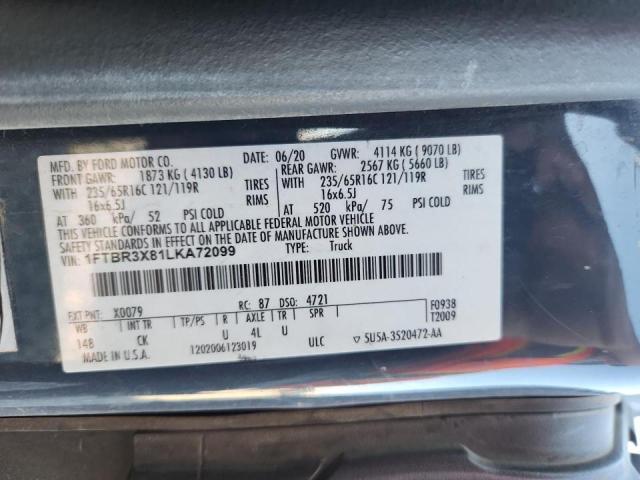 MFD. BY FORD MOTOR CO. DATE: 06/20 GVWR: 4114 KG (9070 LB)
FRONT GAWR: 1873 KG (4130 LB) REAR GAWR: 2567 KG (5660 LB)
WITH 235/65R16C 121/119R TIRES WITH 235/65R16C 121/119R TIRES
16x6.5J RIMS 16x6.5J RIMS
AT 360 kPa/ 52 PSI COLD AT 520 kPa/ 75 PSI COLD
THIS VEHICLE CONFORMS TO ALL APPLICABLE FEDERAL MOTOR VEHICLE
SAFETY STANDARDS IN EFFECT ON THE DATE OF MANUFACTURE SHOWN ABOVE.
VIN: 1FTBR3X81LKA72099 TYPE: Truck
EXT PNT: X0079 RC: 87 DSO: 4721 F0938
WB INT TR TP/PS R AXLE TR SPR T2009
148 CK U 4L U
MADE IN U.S.A. 1202006123019 ULC ▽ 5U5A-3S20472-AA